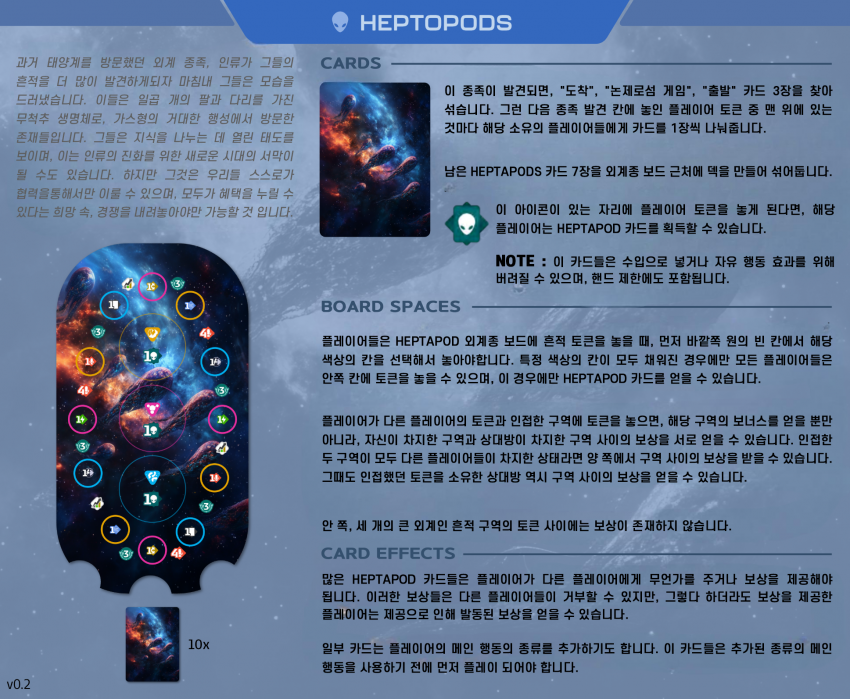 HEPTOPODS
과거 태양계를 방문했던 외계 종족, 인류가 그들의
흔적을 더 많이 발견하게되자 마침내 그들은 모습을
드러냈습니다. 이들은 일곱 개의 팔과 다리를 가진
무척추 생명체로, 가스형의 거대한 행성에서 방문한
존재들입니다. 그들은 지식을 나누는 데 열린 태도를
보이며, 이는 인류의 진화를 위한 새로운 시대의 서막이
될 수도 있습니다. 하지만 그것은 우리들 스스로가
협력을통해서만 이룰 수 있으며, 모두가 혜택을 누릴 수
있다는 희망 속, 경쟁을 내려놓아야만 가능할 것 입니다.
10x
v0.2
CARDS
이 종족이 발견되면, "도착", "논제로섬 게임", "출발" 카드 3장을 찾아
섞습니다. 그런 다음 종족 발견 칸에 놓인 플레이어 토큰 중 맨 위에 있는
것마다 해당 소유의 플레이어들에게 카드를 1장씩 나눠줍니다.
남은 HEPTAPODS 카드 7장을 외계종 보드 근처에 덱을 만들어 섞어둡니다.
이 아이콘이 있는 자리에 플레이어 토큰을 놓게 된다면, 해당
플레이어는 HEPTAPOD 카드를 획득할 수 있습니다.
NOTE : 이 카드들은 수입으로 넣거나 자유 행동 효과를 위해
버려질 수 있으며, 핸드 제한에도 포함됩니다.
BOARD SPACES
플레이어들은 HEPTAPOD 외계종 보드에 흔적 토큰을 놓을 때, 먼저 바깥쪽 원의 빈 칸에서 해당
색상의 칸을 선택해서 놓아야합니다. 특정 색상의 칸이 모두 채워진 경우에만 모든 플레이어들은
안쪽 칸에 토큰을 놓을 수 있으며, 이 경우에만 HEPTAPOD 카드를 얻을 수 있습니다.
플레이어가 다른 플레이어의 토큰과 인접한 구역에 토큰을 놓으면, 해당 구역의 보너스를 얻을 뿐만
아니라, 자신이 차지한 구역과 상대방이 차지한 구역 사이의 보상을 서로 얻을 수 있습니다. 인접한
두 구역이 모두 다른 플레이어들이 차지한 상태라면 양 쪽에서 구역 사이의 보상을 받을 수 있습니다.
그때도 인접했던 토큰을 소유한 상대방 역시 구역 사이의 보상을 얻을 수 있습니다.
안 쪽, 세 개의 큰 외계인 흔적 구역의 토큰 사이에는 보상이 존재하지 않습니다.
CARD EFFECTS
많은 HEPTAPOD 카드들은 플레이어가 다른 플레이어에게 무언가를 주거나 보상을 제공해야
됩니다. 이러한 보상들은 다른 플레이어들이 거부할 수 있지만, 그렇다 하더라도 보상을 제공한
플레이어는 제공으로 인해 발동된 보상을 얻을 수 있습니다.
일부 카드는 플레이어의 메인 행동의 종류를 추가하기도 합니다. 이 카드들은 추가된 종류의 메인
행동을 사용하기 전에 먼저 플레이 되어야 합니다.